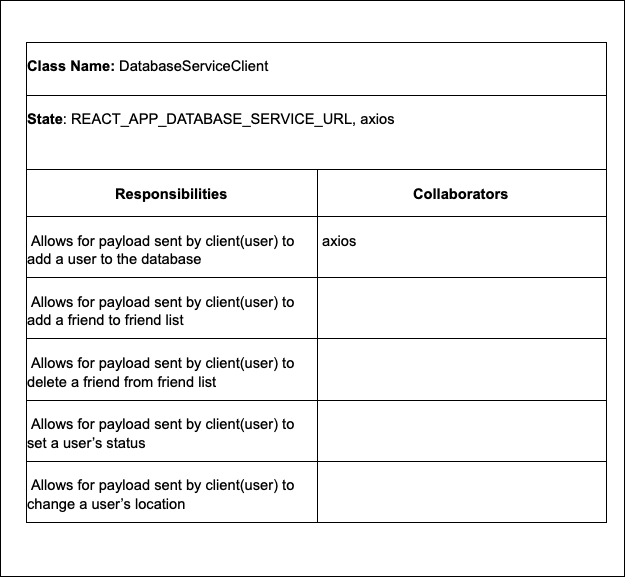 Class Name: DatabaseServiceClient
State: REACT_APP_DATABASE_SERVICE_URL, axios
Responsibilities
Collaborators
Allows for payload sent by client(user) to
add a user to the database
axios
Allows for payload sent by client(user) to
add a friend to friend list
Allows for payload sent by client(user) to
delete a friend from friend list
Allows for payload sent by client(user) to
set a user’s status
Allows for payload sent by client(user) to
change a user’s location